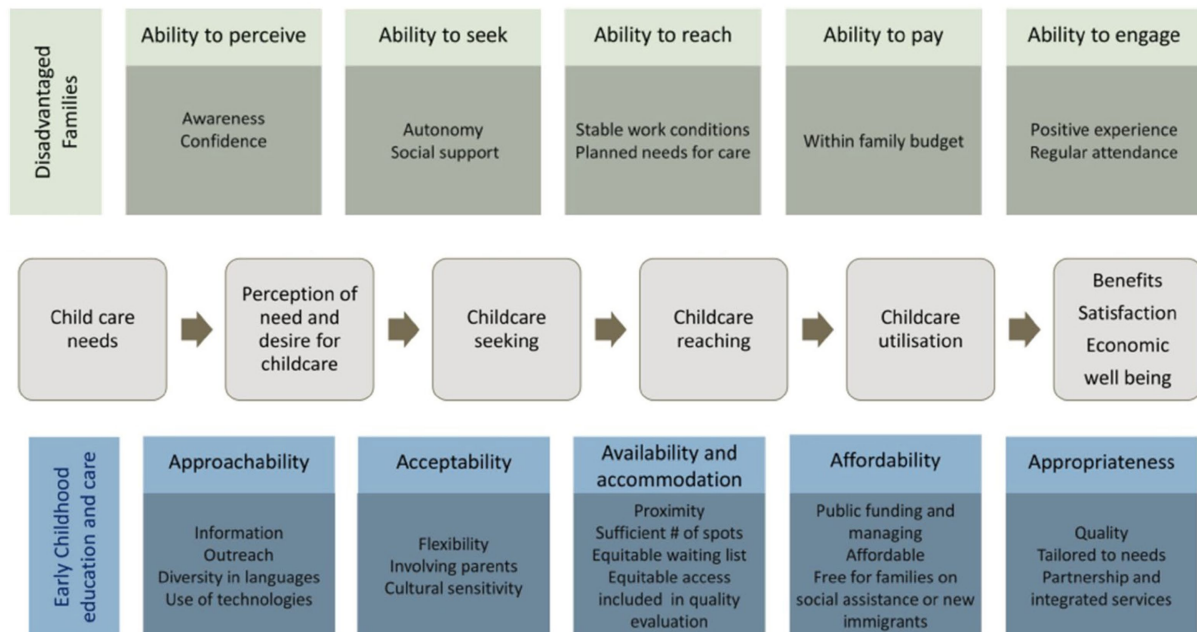 Disadvantaged
Families
Ability to perceive
Awareness
Confidence
Ability to seek
Autonomy
Social support
Ability to reach
Stable work conditions
Planned needs for care
Ability to pay
Within family budget
Ability to engage
Positive experience
Regular attendance
Child care
needs
Perception of
need and
desire for
childcare
Childcare
seeking
Childcare
reaching
Childcare
utilisation
Benefits
Satisfaction
Economic
well being
Early Childhood
education and care
Approachability
Information
Outreach
Diversity in languages
Use of technologies
Acceptability
Flexibility
Involving parents
Cultural sensitivity
Availability and
accommodation
Proximity
Sufficient # of spots
Equitable waiting list
Equitable access
included in quality
evaluation
Affordability
Public funding and
managing
Affordable
Free for families on
social assistance or new
immigrants
Appropriateness
Quality
Tailored to needs
Partnership and
integrated services